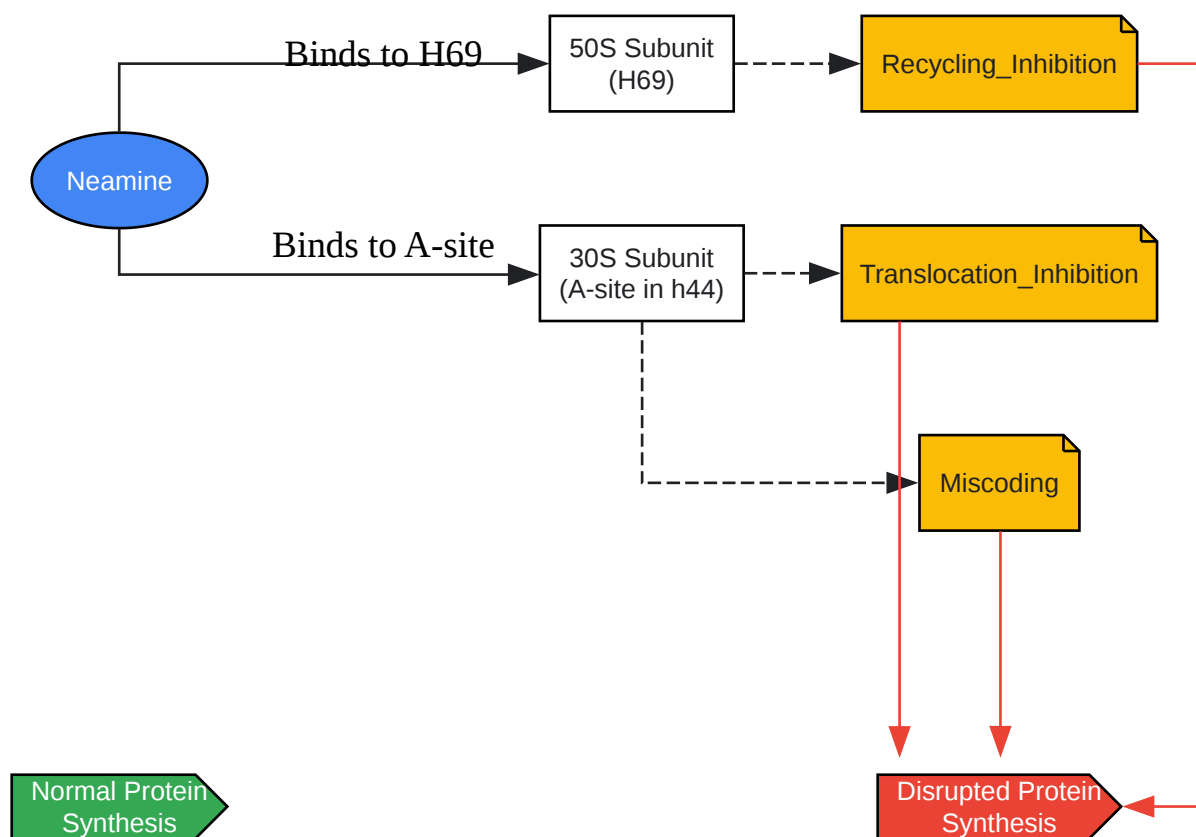 Binds to H69
50S Subunit
(H69)
Recycling_Inhibition
Neamine
Binds to A-site
30S Subunit
(A-site in h44)
Translocation_Inhibition
Miscoding
Normal Protein
Synthesis
Disrupted Protein
Synthesis